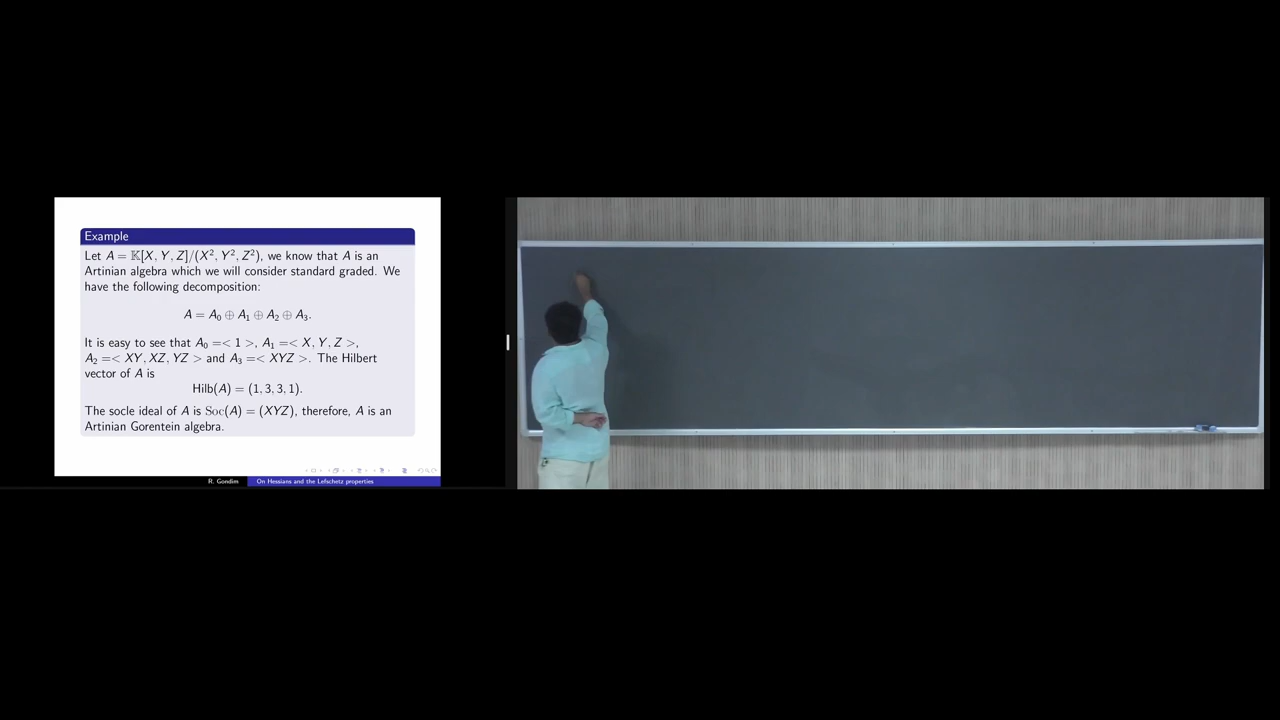 Example
Let A = 𝕂[X, Y, Z]/(X², Y², Z²), we know that A is an
Artinian algebra which we will consider standard graded. We
have the following decomposition:
A = A₀ ⊕ A₁ ⊕ A₂ ⊕ A₃.
It is easy to see that A₀ =< 1 >, A₁ =< X, Y, Z >,
A₂ =< XY, XZ, YZ > and A₃ =< XYZ >. The Hilbert
vector of A is
Hilb(A) = (1, 3, 3, 1).
The socle ideal of A is Soc(A) = (XYZ), therefore, A is an
Artinian Gorentein algebra.
R. Gondim On Hessians and the Lefschetz properties